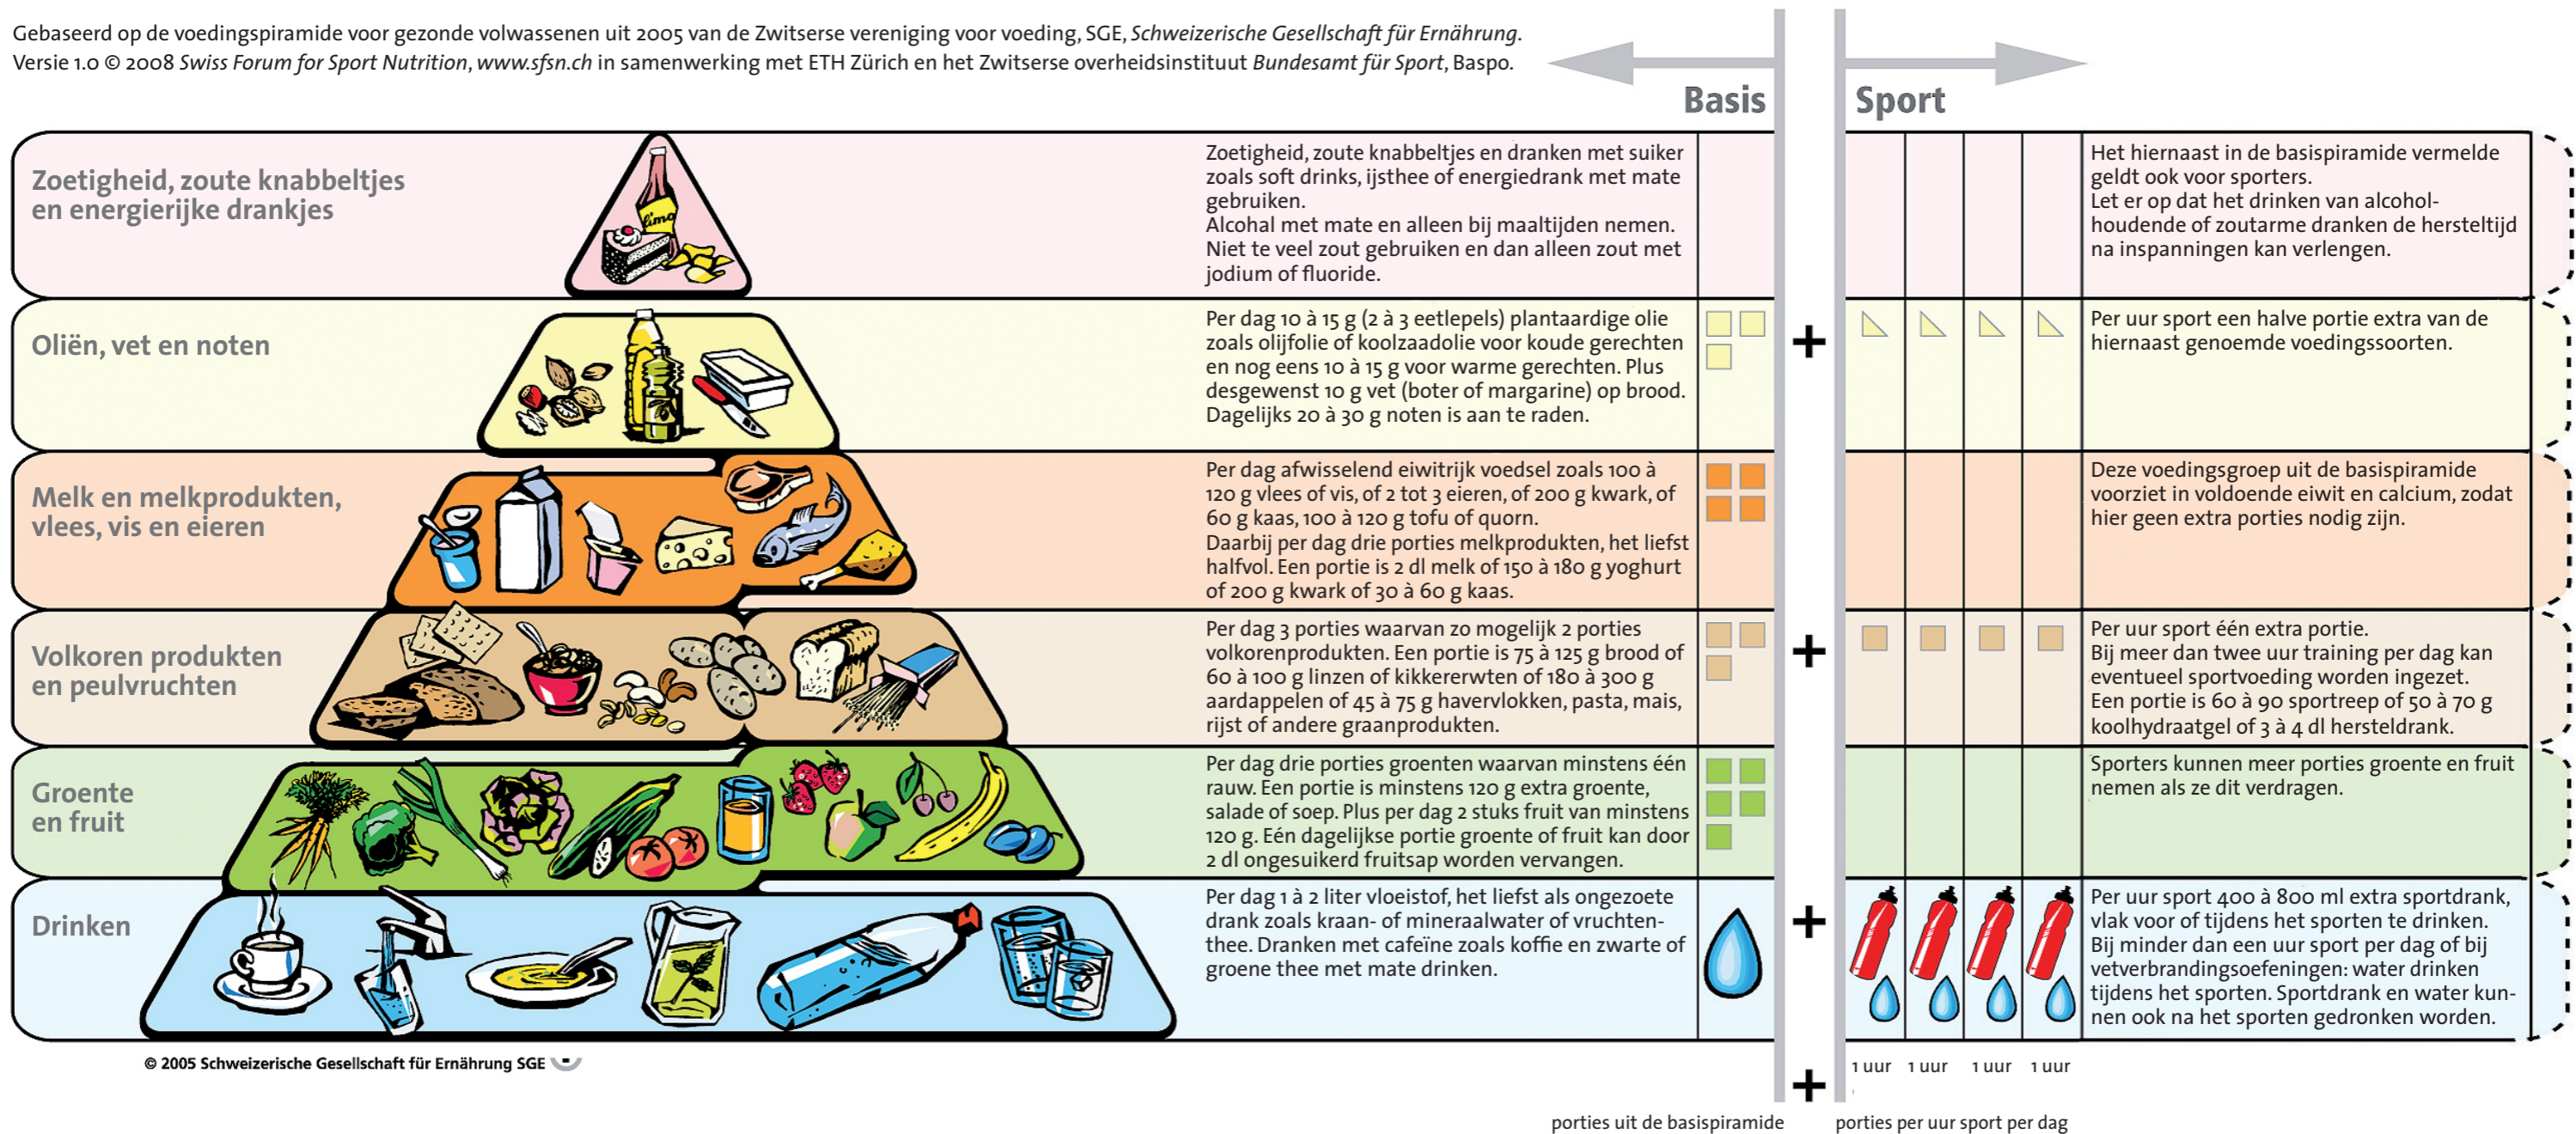 Gebaseerd op de voedingspiramide voor gezonde volwassenen uit 2005 van de Zwitserse vereniging voor voeding, SGE, Schweizerische Gesellschaft für Ernährung.
Versie 1.0 © 2008 Swiss Forum for Sport Nutrition, www.sfsn.ch in samenwerking met ETH Zürich en het Zwitserse overheidsinstituut Bundesamt für Sport, Baspo.
Basis
Sport
Zoetigheid, zoute knabbeltjes
en energierijke drankjes
limo
Zoetigheid, zoute knabbeltjes en dranken met suiker
zoals soft drinks, ijsthee of energiedrank met mate
gebruiken.
Alcohal met mate en alleen bij maaltijden nemen.
Niet te veel zout gebruiken en dan alleen zout met
jodium of fluoride.
Het hiernaast in de basispiramide vermelde
geldt ook voor sporters.
Let er op dat het drinken van alcohol-
houdende of zoutarme dranken de hersteltijd
na inspanningen kan verlengen.
Oliën, vet en noten
Per dag 10 à 15 g (2 à 3 eetlepels) plantaardige olie
zoals olijfolie of koolzaadolie voor koude gerechten
en nog eens 10 à 15 g voor warme gerechten. Plus
desgewenst 10 g vet (boter of margarine) op brood.
Dagelijks 20 à 30 g noten is aan te raden.
+
Per uur sport een halve portie extra van de
hiernaast genoemde voedingssoorten.
Melk en melkprodukten,
vlees, vis en eieren
Per dag afwisselend eiwitrijk voedsel zoals 100 à
120 g vlees of vis, of 2 tot 3 eieren, of 200 g kwark, of
60 g kaas, 100 à 120 g tofu of quorn.
Daarbij per dag drie porties melkprodukten, het liefst
halfvol. Een portie is 2 dl melk of 150 à 180 g yoghurt
of 200 g kwark of 30 à 60 g kaas.
Deze voedingsgroep uit de basispiramide
voorziet in voldoende eiwit en calcium, zodat
hier geen extra porties nodig zijn.
Volkoren produkten
en peulvruchten
Per dag 3 porties waarvan zo mogelijk 2 porties
volkorenprodukten. Een portie is 75 à 125 g brood of
60 à 100 g linzen of kikkererwten of 180 à 300 g
aardappelen of 45 à 75 g havervlokken, pasta, mais,
rijst of andere graanprodukten.
+
Per uur sport één extra portie.
Bij meer dan twee uur training per dag kan
eventueel sportvoeding worden ingezet.
Een portie is 60 à 90 sportreep of 50 à 70 g
koolhydraatgel of 3 à 4 dl hersteldrank.
Groente
en fruit
Per dag drie porties groenten waarvan minstens één
rauw. Een portie is minstens 120 g extra groente,
salade of soep. Plus per dag 2 stuks fruit van minstens
120 g. Eén dagelijkse portie groente of fruit kan door
2 dl ongesuikerd fruitsap worden vervangen.
Sporters kunnen meer porties groente en fruit
nemen als ze dit verdragen.
Drinken
Per dag 1 à 2 liter vloeistof, het liefst als ongezoete
drank zoals kraan- of mineraalwater of vruchten-
thee. Dranken met cafeïne zoals koffie en zwarte of
groene thee met mate drinken.
+
Per uur sport 400 à 800 ml extra sportdrank,
vlak voor of tijdens het sporten te drinken.
Bij minder dan een uur sport per dag of bij
vetverbrandingsoefeningen: water drinken
tijdens het sporten. Sportdrank en water kun-
nen ook na het sporten gedronken worden.
© 2005 Schweizerische Gesellschaft für Ernährung SGE
1 uur 1 uur 1 uur 1 uur
+
porties uit de basispiramide
porties per uur sport per dag